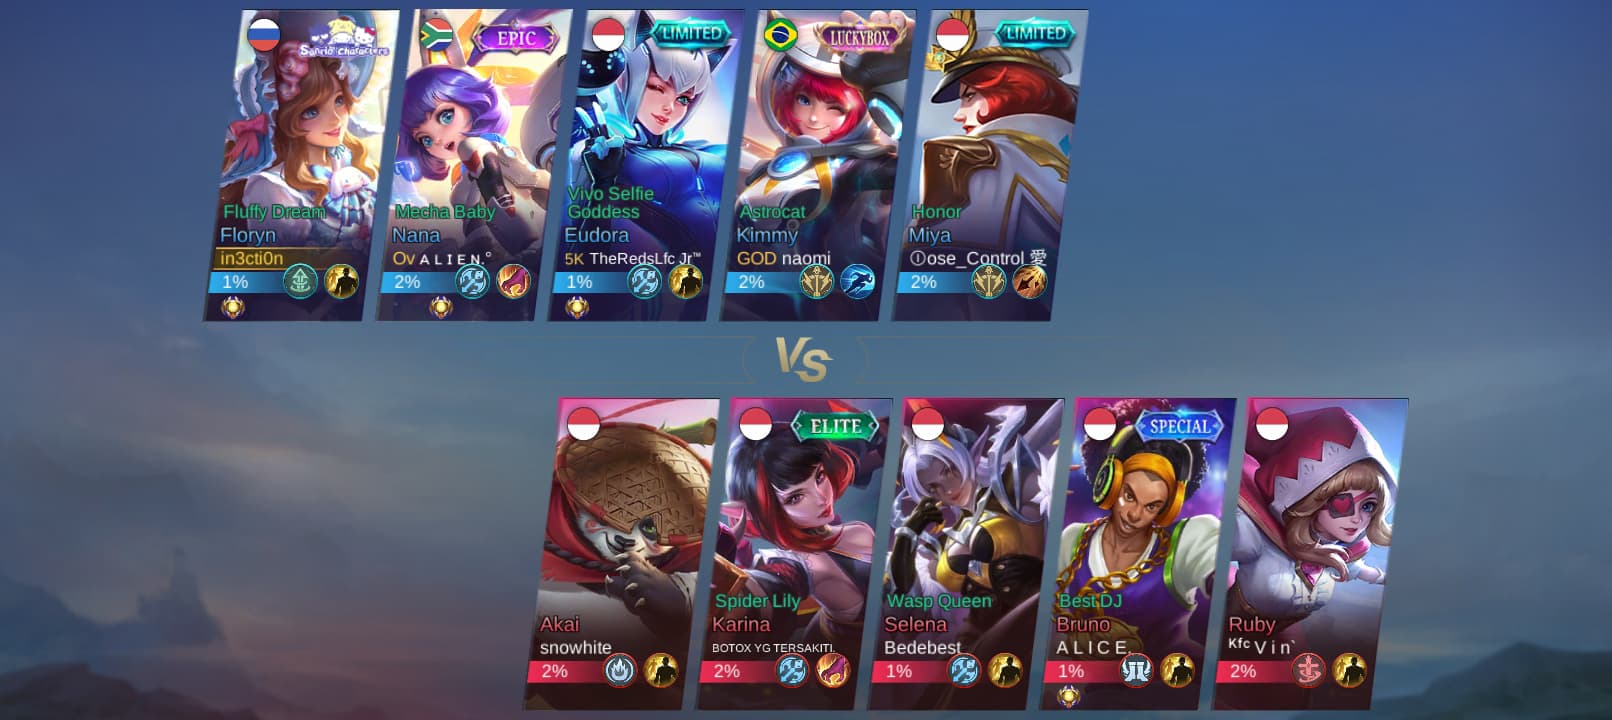 Sanrio characters
Fluffy Dream
Floryn
in3cti0n
1%
EPIC
Mecha Baby
Nana
Ov ᴀ ʟ ɪ ᴇ ɴ.°
2%
LIMITED
Vivo Selfie
Goddess
Eudora
5K TheRedsLfc Jr™
1%
LUCKYBOX
Astrocat
Kimmy
GOD naomi
2%
LIMITED
Honor
Miya
Ⓛose_Control 愛
2%
VS
Akai
snowhite
2%
ELITE
Spider Lily
Karina
BOTOX YG TERSAKITI.
2%
Wasp Queen
Selena
Bedebest
1%
SPECIAL
Best DJ
Bruno
A L I C E.
1%
Ruby
ᴷᶠᶜ V i n`
2%